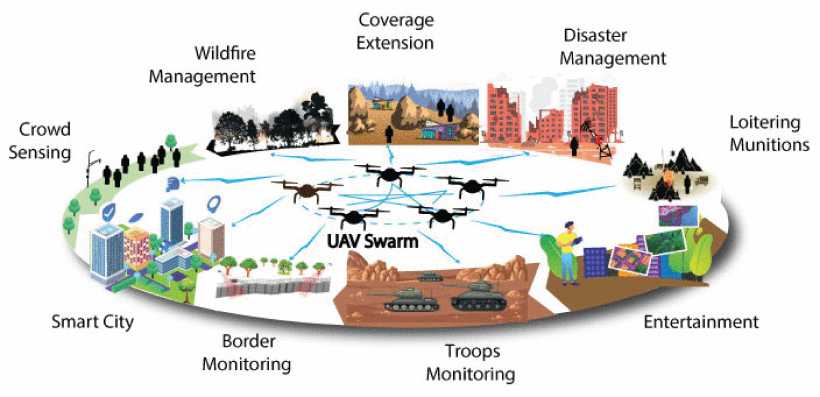 Coverage
Extension
Disaster
Management
Wildfire
Management
Loitering
Munitions
Crowd
Sensing
UAV Swarm
Smart City
Border
Monitoring
Troops
Monitoring
Entertainment